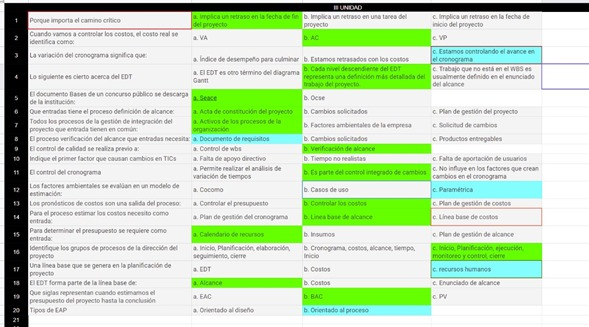 III UNIDAD
1 Porque importa el camino crítico a. Implica un retraso en la fecha de fin del proyecto b. Implica un retraso en una tarea del proyecto c. Implica un retraso en la fecha de inicio del proyecto
2 Cuando vamos a controlar los costos, el costo real se identifica como: a. VA b. AC c. VP
3 La variación del cronograma significa que: a. Índice de desempeño para culminar b. Estamos retrasados con los costos c. Estamos controlando el avance en el cronograma
4 Lo siguiente es cierto acerca del EDT a. El EDT es otro término del diagrama Gantt b. Cada nivel descendente del EDT representa una definición más detallada del trabajo del proyecto. c. Trabajo que no está en el WBS es usualmente definido en el enunciado del alcance
5 El documento Bases de un concurso público se descarga de la institución: a. Seace b. Ocse
6 Que entradas tiene el proceso definición de alcance: a. Acta de constitución del proyecto b. Cambios solicitados c. Plan de gestión del proyecto
7 Todos los procesos de la gestión de integración del proyecto que entradas tienen en común: a. Activos de los procesos de la organización b. Factores ambientales de la empresa c. Solicitud de cambios
8 El proceso verificación del alcance que entradas necesita: a. Documento de requisitos b. Cambios solicitados c. Productos entregables
9 El control de calidad se realiza previo a: a. Control de wbs b. Verificación de alcance
10 Indique el primer factor que causan cambios en TICs a. Falta de apoyo directivo b. Tiempo no realistas c. Falta de aportación de usuarios
11 El control del cronograma a. Permite realizar el análisis de variación de tiempos b. Es parte del control integrado de cambios c. No influye en los factores que crean cambios en el cronograma
12 Los factores ambientales se evalúan en un modelo de estimación: a. Cocomo b. Casos de uso c. Paramétrica
13 Los pronósticos de costos son una salida del proceso: a. Controlar el presupuesto b. Controlar los costos c. Plan de gestión de costos
14 Para el proceso estimar los costos necesito como entrada: a. Plan de gestión del cronograma b. Línea base de alcance c. Línea base de costos
15 Para determinar el presupuesto se requiere como entrada: a. Calendario de recursos b. Insumos c. Plan de gestión de alcance
16 Identifique los grupos de procesos de la dirección del proyecto a. Inicio, Planificación, elaboración, seguimiento, cierre b. Cronograma, costos, alcance, tiempo, Inicio c. Inicio, Planificación, ejecución, monitoreo y control, cierre
17 Una línea base que se genera en la planificación de proyecto a. EDT b. Costos c. recursos humanos
18 El EDT forma parte de la línea base de: a. Alcance b. Costos c. Enunciado de alcance
19 Que siglas representan cuando estimamos el presupuesto del proyecto hasta la conclusión a. EAC b. BAC c. PV
20 Tipos de EAP a. Orientado al diseño b. Orientado al proceso
21